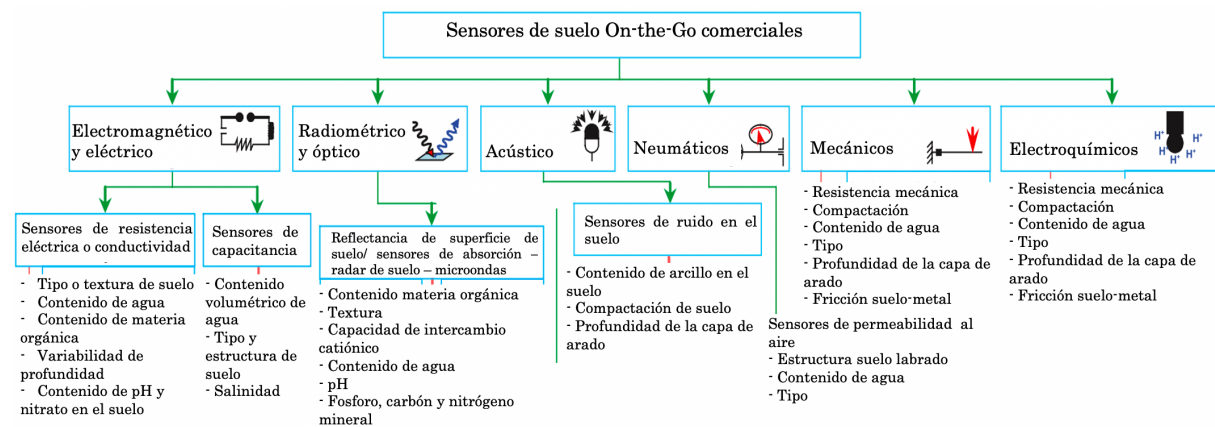 Sensores de suelo On-the-Go comerciales
Electromagnético
y eléctrico
Radiométrico
y óptico
Acústico
Neumáticos
Mecánicos
Electroquímicos
H⁺
H⁺
H⁺
H⁺
H⁺
Sensores de resistencia
eléctrica o conductividad
- Tipo o textura de suelo
- Contenido de agua
- Contenido de materia
orgánica
- Variabilidad de
profundidad
- Contenido de pH y
nitrato en el suelo
Sensores de
capacitancia
- Contenido
volumétrico de
agua
- Tipo y
estructura de
suelo
- Salinidad
Reflectancia de superficie de
suelo/ sensores de absorción –
radar de suelo – microondas
- Contenido materia orgánica
- Textura
- Capacidad de intercambio
catiónico
- Contenido de agua
- pH
- Fosforo, carbón y nitrógeno
mineral
Sensores de ruido en el
suelo
- Contenido de arcillo en el
suelo
- Compactación de suelo
- Profundidad de la capa de
arado
Sensores de permeabilidad al
aire
- Estructura suelo labrado
- Contenido de agua
- Tipo
- Resistencia mecánica
- Compactación
- Contenido de agua
- Tipo
- Profundidad de la capa de
arado
- Fricción suelo-metal
- Resistencia mecánica
- Compactación
- Contenido de agua
- Tipo
- Profundidad de la capa de
arado
- Fricción suelo-metal